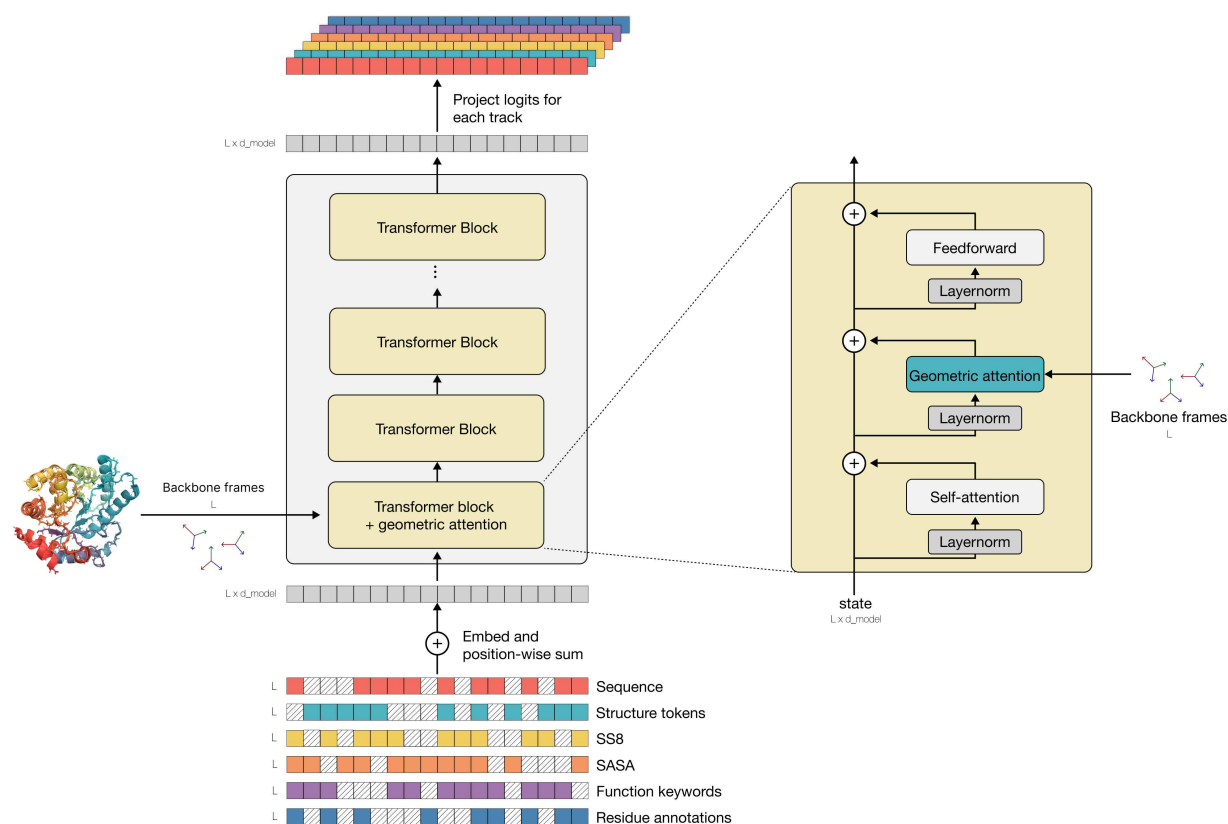 Project logits for
each track
L x d_model
Transformer Block
...
Transformer Block
Transformer Block
Transformer block
+ geometric attention
Backbone frames
L
L x d_model
Embed and
position-wise sum
L
Sequence
L
Structure tokens
L
SS8
L
SASA
L
Function keywords
L
Residue annotations
Feedforward
Layernorm
Geometric attention
Layernorm
Backbone frames
L
Self-attention
Layernorm
state
L x d_model